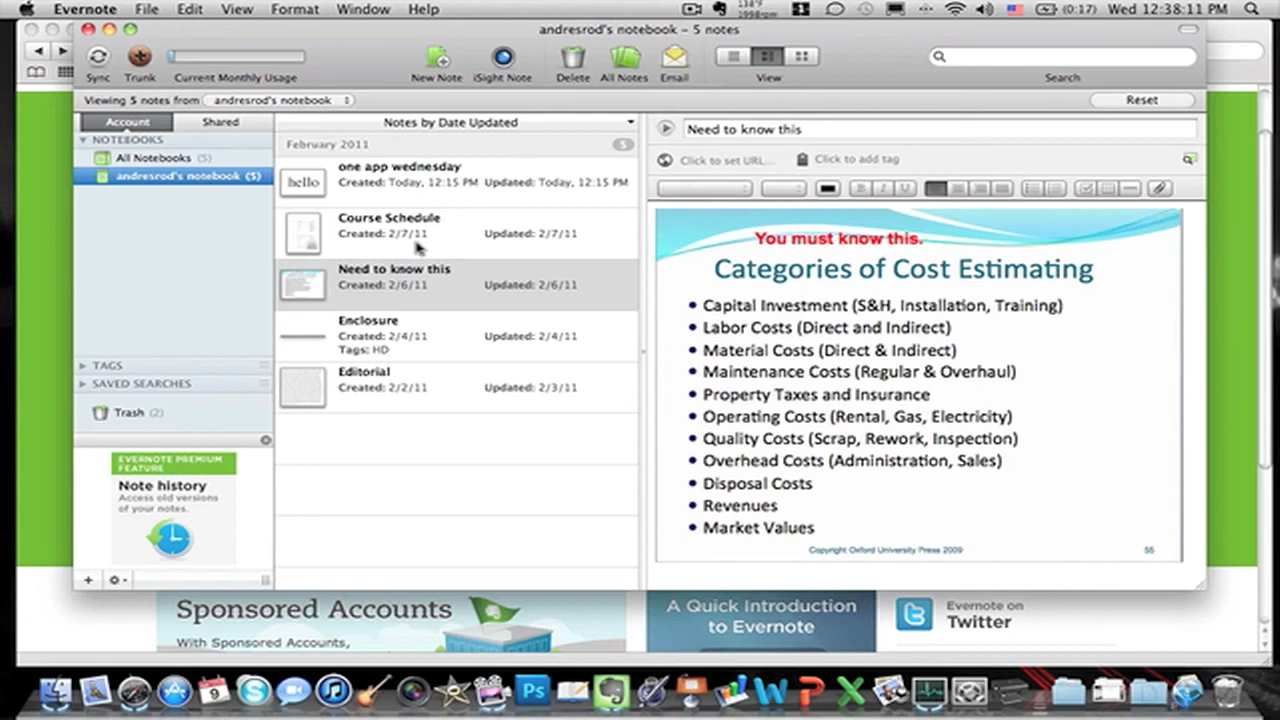 Evernote File Edit View Format Window Help
(0:17) Wed 12:38:11 PM
andresrod's notebook – 5 notes
Sync Trunk Current Monthly Usage New Note iSight Note Delete All Notes Email View Search
Viewing 5 notes from andresrod's notebook Reset
Account Shared
NOTEBOOKS
All Notebooks (5)
andresrod's notebook (5)
TAGS
SAVED SEARCHES
Trash (2)
EVERNOTE PREMIUM
FEATURE
Note history
Access old versions
of your notes.
Notes by Date Updated
February 2011 5
one app wednesday
Created: Today, 12:15 PM Updated: Today, 12:15 PM
hello
Course Schedule
Created: 2/7/11 Updated: 2/7/11
Need to know this
Created: 2/6/11 Updated: 2/6/11
Enclosure
Created: 2/4/11 Updated: 2/4/11
Tags: HD
Editorial
Created: 2/2/11 Updated: 2/3/11
Need to know this
Click to set URL... Click to add tag
B I U
You must know this.
Categories of Cost Estimating
• Capital Investment (S&H, Installation, Training)
• Labor Costs (Direct and Indirect)
• Material Costs (Direct & Indirect)
• Maintenance Costs (Regular & Overhaul)
• Property Taxes and Insurance
• Operating Costs (Rental, Gas, Electricity)
• Quality Costs (Scrap, Rework, Inspection)
• Overhead Costs (Administration, Sales)
• Disposal Costs
• Revenues
• Market Values
Copyright Oxford University Press 2009 55
Sponsored Accounts
With Sponsored Accounts,
A Quick Introduction
to Evernote
Evernote on
Twitter
9
Ps